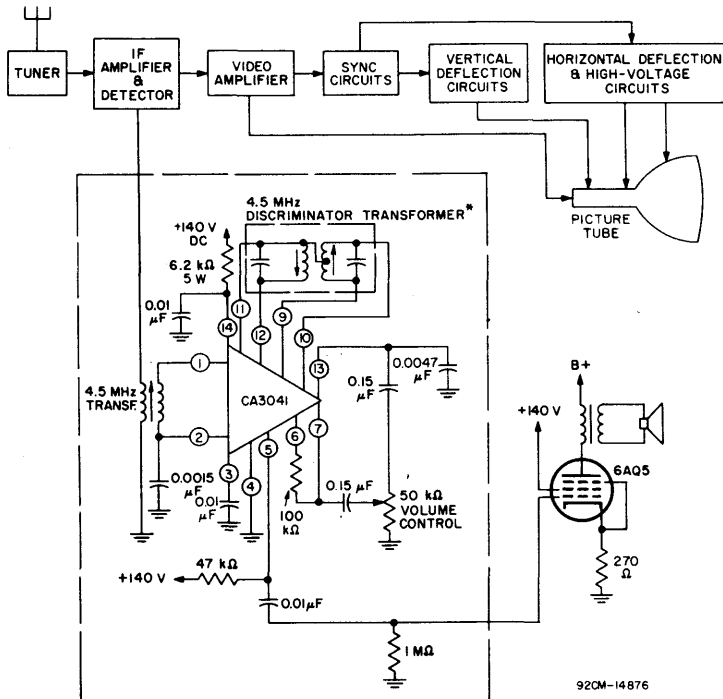 TUNER
IF
AMPLIFIER
&
DETECTOR
VIDEO
AMPLIFIER
SYNC
CIRCUITS
VERTICAL
DEFLECTION
CIRCUITS
HORIZONTAL DEFLECTION
& HIGH-VOLTAGE
CIRCUITS
PICTURE
TUBE
4.5 MHz
DISCRIMINATOR TRANSFORMER*
+140 V
DC
6.2 kΩ
5 W
0.01
μF
11
12
9
10
14
13
1
4.5 MHz
TRANSF.
CA3041
2
3
4
5
6
7
0.15
μF
0.0047
μF
0.0015
μF
0.01
μF
100
kΩ
0.15 μF
50 kΩ
VOLUME
CONTROL
47 kΩ
+140 V
0.01μF
1 MΩ
B+
+140 V
6AQ5
270
Ω
92CM-14876